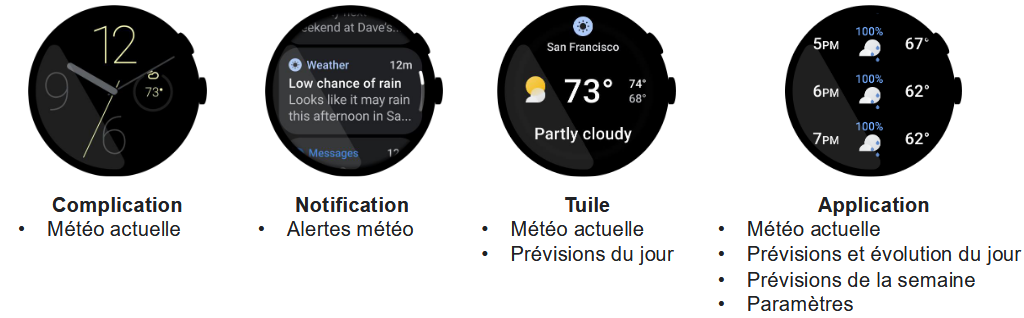 12
9
6
73°
ekend at Dave's...
Weather 12m
Low chance of rain
Looks like it may rain
this afternoon in Sa...
Messages 12
San Francisco
73°
74°
68°
Partly cloudy
100%
5PM 67°
100%
6PM 62°
100%
7PM 62°
Complication
• Météo actuelle
Notification
• Alertes météo
Tuile
• Météo actuelle
• Prévisions du jour
Application
• Météo actuelle
• Prévisions et évolution du jour
• Prévisions de la semaine
• Paramètres